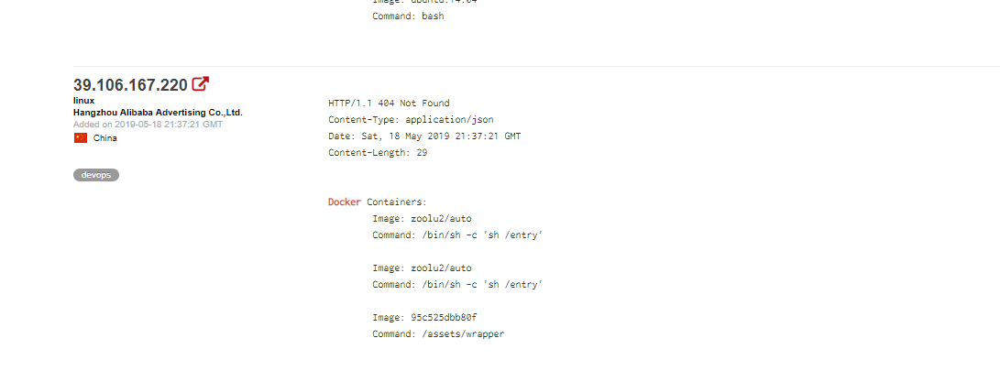 Image: ubuntu:14.04
Command: bash
39.106.167.220
linux
Hangzhou Alibaba Advertising Co.,Ltd.
Added on 2019-05-18 21:37:21 GMT
China
devops
HTTP/1.1 404 Not Found
Content-Type: application/json
Date: Sat, 18 May 2019 21:37:21 GMT
Content-Length: 29
Docker Containers:
Image: zoolu2/auto
Command: /bin/sh -c 'sh /entry'
Image: zoolu2/auto
Command: /bin/sh -c 'sh /entry'
Image: 95c525dbb80f
Command: /assets/wrapper